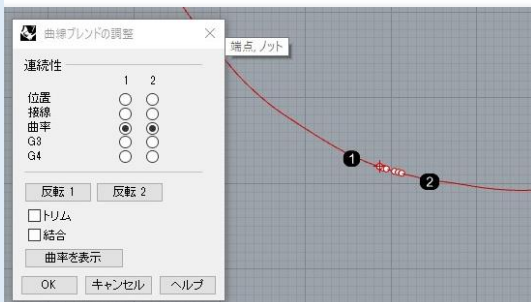 曲線ブレンドの調整
端点, ノット
連続性
1 2
位置
接線
曲率
G3
G4
反転 1 反転 2
トリム
結合
曲率を表示
OK キャンセル ヘルプ
1
2